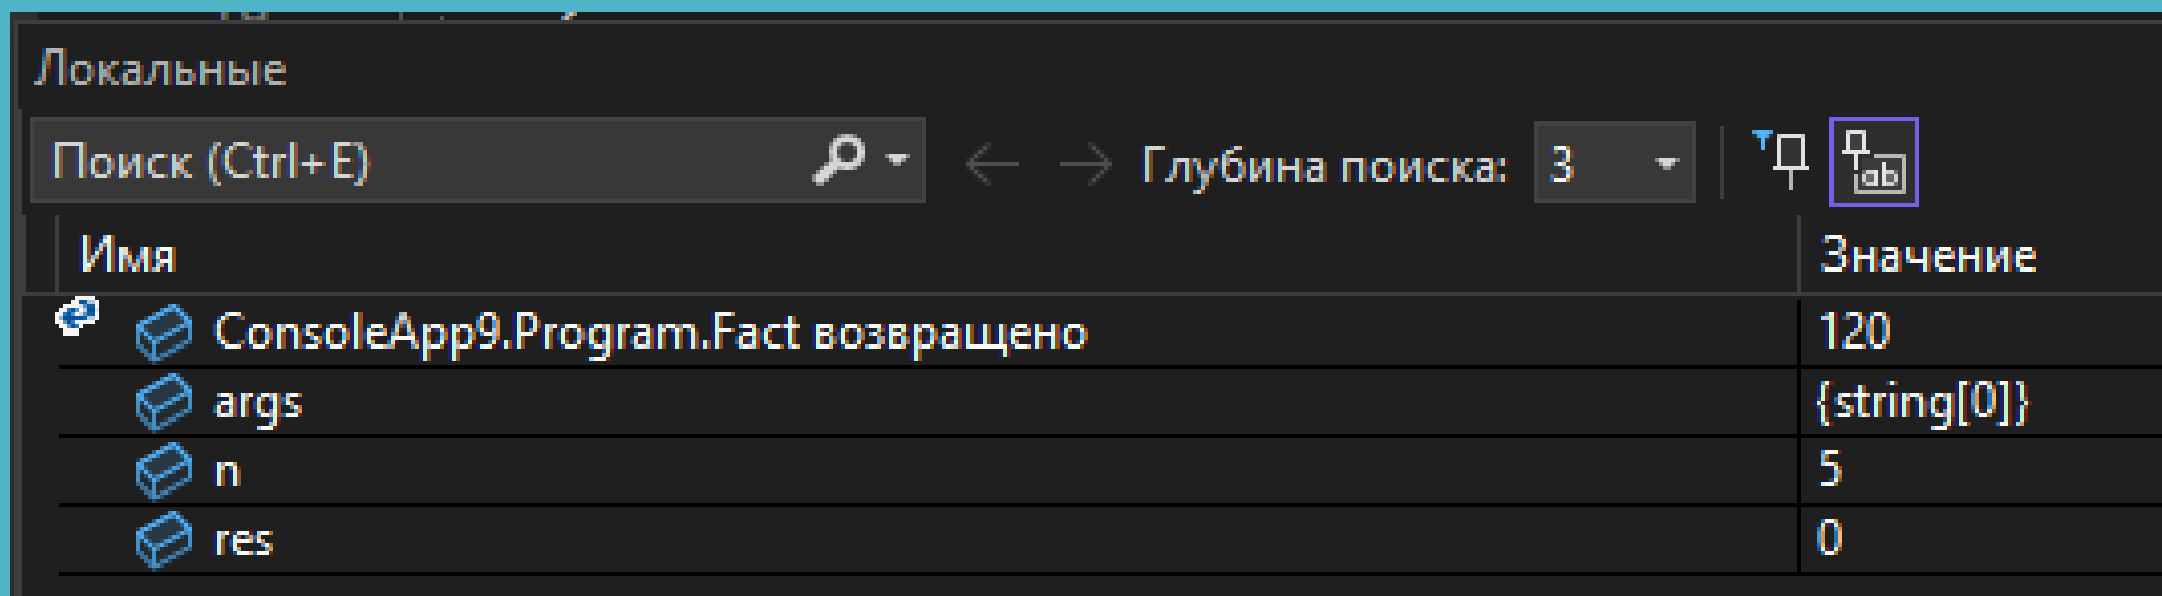 Локальные
Поиск (Ctrl+E) Глубина поиска: 3 ab
Имя Значение
ConsoleApp9.Program.Fact возвращено 120
args {string[0]}
n 5
res 0